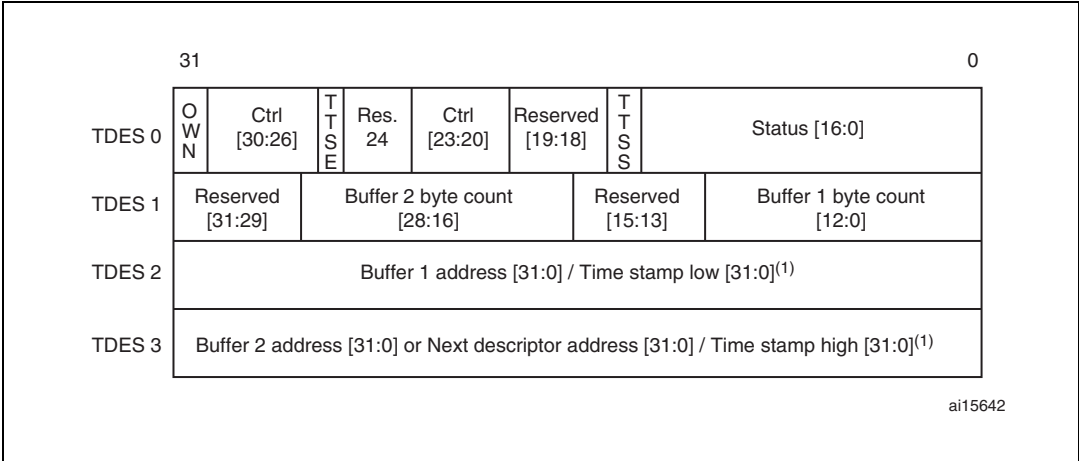 31 0
TDES 0
OWN
Ctrl
[30:26]
TTSE
Res.
24
Ctrl
[23:20]
Reserved
[19:18]
TTSS
Status [16:0]
TDES 1
Reserved
[31:29]
Buffer 2 byte count
[28:16]
Reserved
[15:13]
Buffer 1 byte count
[12:0]
TDES 2
Buffer 1 address [31:0] / Time stamp low [31:0](1)
TDES 3
Buffer 2 address [31:0] or Next descriptor address [31:0] / Time stamp high [31:0](1)
ai15642